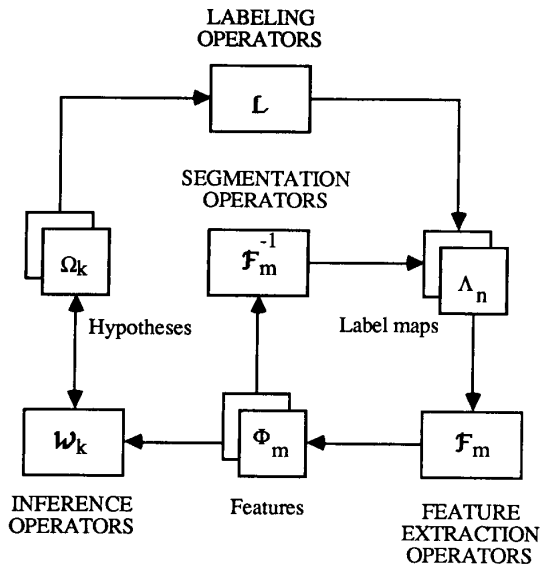 LABELING
OPERATORS
L
SEGMENTATION
OPERATORS
Ωk
Fm-1
Λn
Hypotheses
Label maps
Wk
Φm
Fm
INFERENCE
OPERATORS
Features
FEATURE
EXTRACTION
OPERATORS